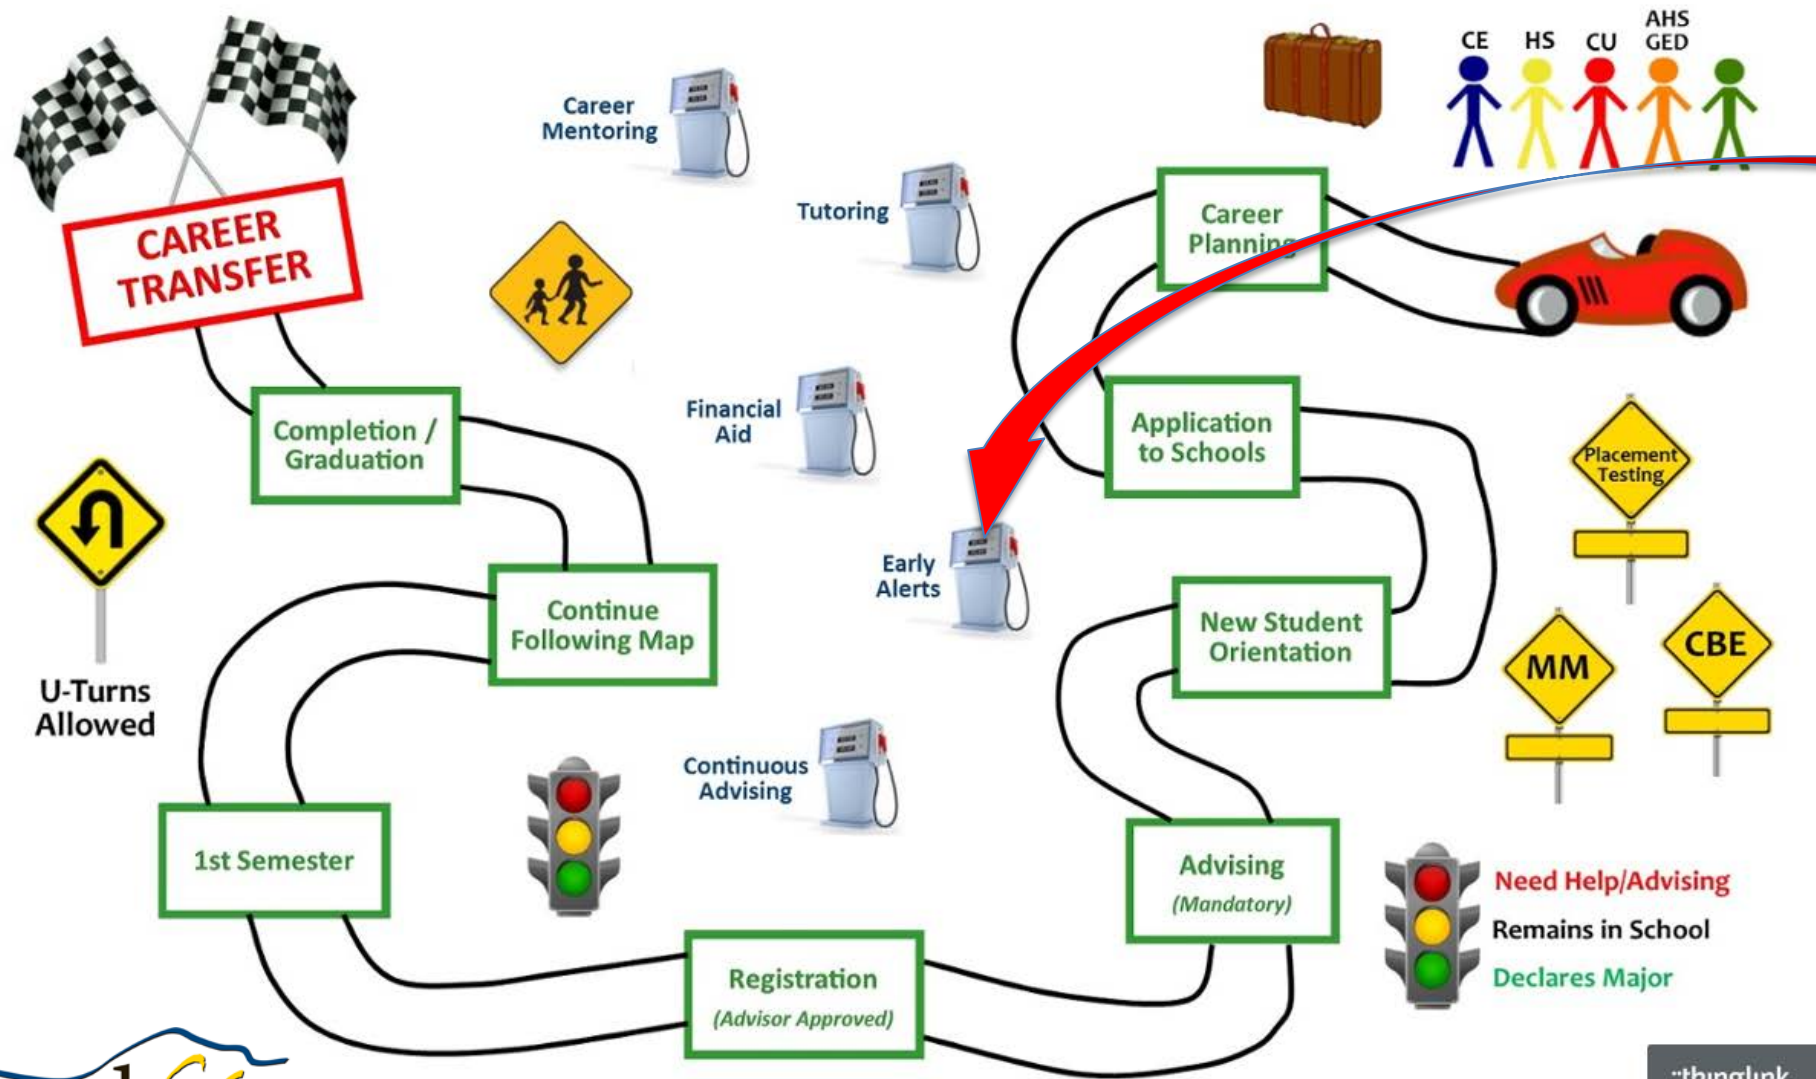 CE
HS
CU
AHS
GED
Career
Mentoring
Tutoring
Career
Planning
CAREER
TRANSFER
Completion /
Graduation
Financial
Aid
Application
to Schools
Placement
Testing
Early
Alerts
Continue
Following Map
New Student
Orientation
MM
CBE
U-Turns
Allowed
Continuous
Advising
1st Semester
Advising
(Mandatory)
Need Help/Advising
Remains in School
Declares Major
Registration
(Advisor Approved)
thinglink